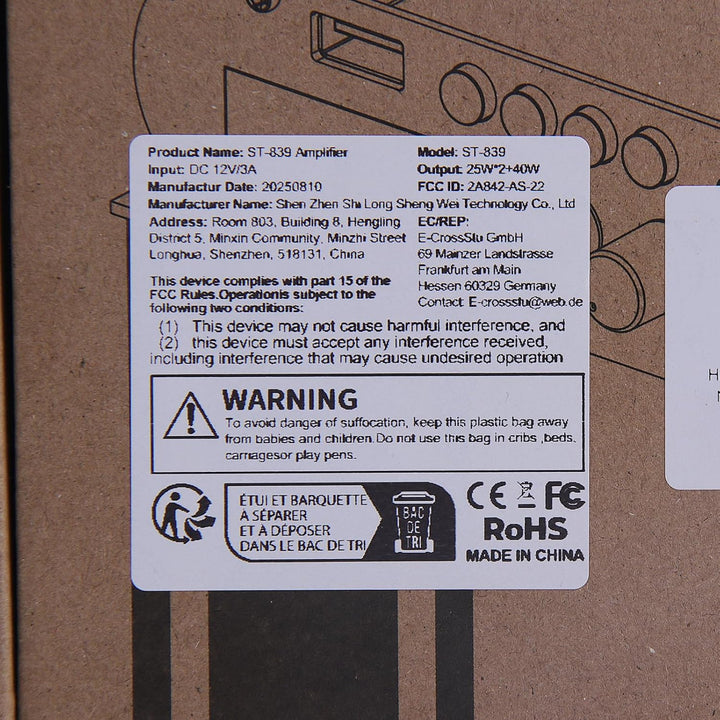 Product Name: ST-839 Amplifier
Model: ST-839
Input: DC 12V/3A
Output: 25W*2+40W
Manufactur Date: 20250810
FCC ID: 2A842-AS-22
Manufacturer Name: Shen Zhen Shi Long Sheng Wei Technology Co., Ltd
Address: Room 803, Building 8, Hengling
District 5, Minxin Community, Minzhi Street
Longhua, Shenzhen, 518131, China
EC/REP:
E-CrossStu GmbH
69 Mainzer Landstrasse
Frankfurt am Main
Hessen 60329 Germany
Contact: E-crossstu@web.de
This device complies with part 15 of the
FCC Rules.Operationis subject to the
following two conditions:
(1) This device may not cause harmful interference, and
(2) this device must accept any interference received,
including interference that may cause undesired operation
WARNING
To avoid danger of suffocation, keep this plastic bag away
from babies and children.Do not use this bag in cribs ,beds,
carriagesor play pens.
ÉTUI ET BARQUETTE
À SÉPARER
ET À DÉPOSER
DANS LE BAC DE TRI
BAC
DE
TRI
CE FC
RoHS
MADE IN CHINA
H